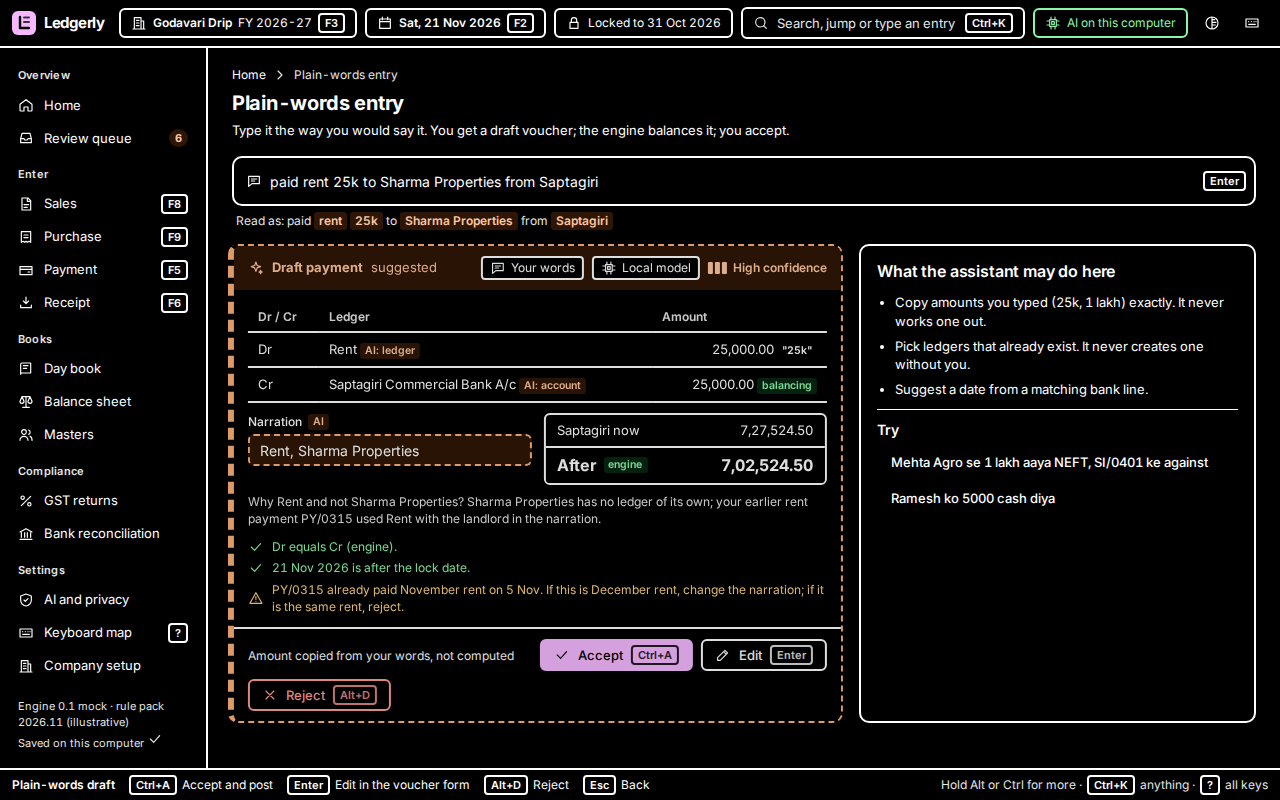 Ledgerly
Godavari Drip FY 2026-27 F3
Sat, 21 Nov 2026 F2
Locked to 31 Oct 2026
Search, jump or type an entry Ctrl+K
AI on this computer
Overview
Home
Review queue 6
Enter
Sales F8
Purchase F9
Payment F5
Receipt F6
Books
Day book
Balance sheet
Masters
Compliance
GST returns
Bank reconciliation
Settings
AI and privacy
Keyboard map ?
Company setup
Engine 0.1 mock · rule pack
2026.11 (illustrative)
Saved on this computer
Home > Plain-words entry
Plain-words entry
Type it the way you would say it. You get a draft voucher; the engine balances it; you accept.
paid rent 25k to Sharma Properties from Saptagiri Enter
Read as: paid rent 25k to Sharma Properties from Saptagiri
Draft payment suggested Your words Local model High confidence
Dr / Cr Ledger Amount
Dr Rent AI: ledger 25,000.00 "25k"
Cr Saptagiri Commercial Bank A/c AI: account 25,000.00 balancing
Narration AI
Rent, Sharma Properties
Saptagiri now 7,27,524.50
After engine 7,02,524.50
Why Rent and not Sharma Properties? Sharma Properties has no ledger of its own; your earlier rent
payment PY/0315 used Rent with the landlord in the narration.
Dr equals Cr (engine).
21 Nov 2026 is after the lock date.
PY/0315 already paid November rent on 5 Nov. If this is December rent, change the narration; if it
is the same rent, reject.
Amount copied from your words, not computed
Accept Ctrl+A
Edit Enter
Reject Alt+D
What the assistant may do here
• Copy amounts you typed (25k, 1 lakh) exactly. It never
works one out.
• Pick ledgers that already exist. It never creates one
without you.
• Suggest a date from a matching bank line.
Try
Mehta Agro se 1 lakh aaya NEFT, SI/0401 ke against
Ramesh ko 5000 cash diya
Plain-words draft Ctrl+A Accept and post Enter Edit in the voucher form Alt+D Reject Esc Back
Hold Alt or Ctrl for more · Ctrl+K anything · ? all keys